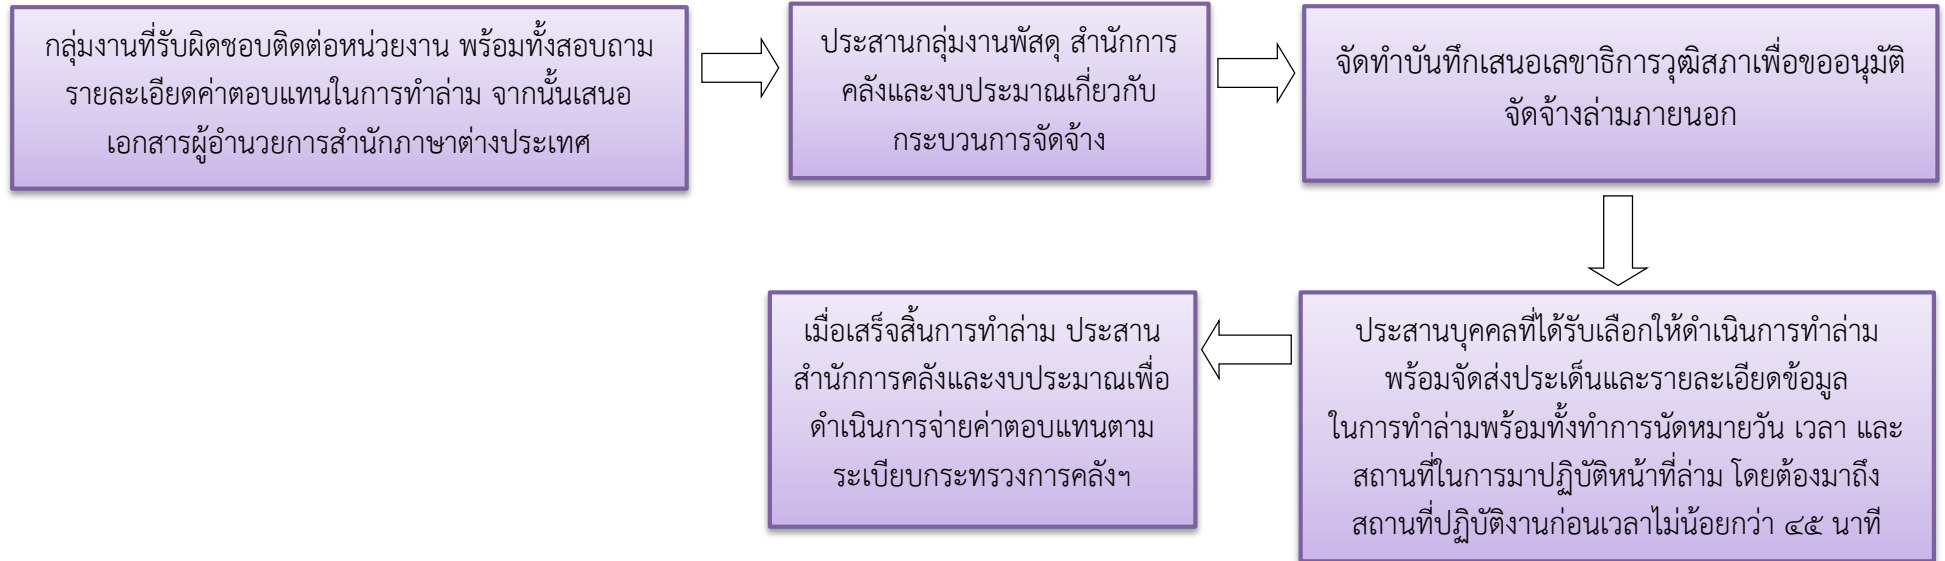 กลุ่มงานที่รับผิดชอบติดต่อหน่วยงาน พร้อมทั้งสอบถาม
รายละเอียดค่าตอบแทนในการทำล่าม จากนั้นเสนอ
เอกสารผู้อำนวยการสำนักภาษาต่างประเทศ
ประสานกลุ่มงานพัสดุ สำนักการ
คลังและงบประมาณเกี่ยวกับ
กระบวนการจัดจ้าง
จัดทำบันทึกเสนอเลขาธิการวุฒิสภาเพื่อขออนุมัติ
จัดจ้างล่ามภายนอก
ประสานบุคคลที่ได้รับเลือกให้ดำเนินการทำล่าม
พร้อมจัดส่งประเด็นและรายละเอียดข้อมูล
ในการทำล่ามพร้อมทั้งทำการนัดหมายวัน เวลา และ
สถานที่ในการมาปฏิบัติหน้าที่ล่าม โดยต้องมาถึง
สถานที่ปฏิบัติงานก่อนเวลาไม่น้อยกว่า ๔๕ นาที
เมื่อเสร็จสิ้นการทำล่าม ประสาน
สำนักการคลังและงบประมาณเพื่อ
ดำเนินการจ่ายค่าตอบแทนตาม
ระเบียบกระทรวงการคลังฯ